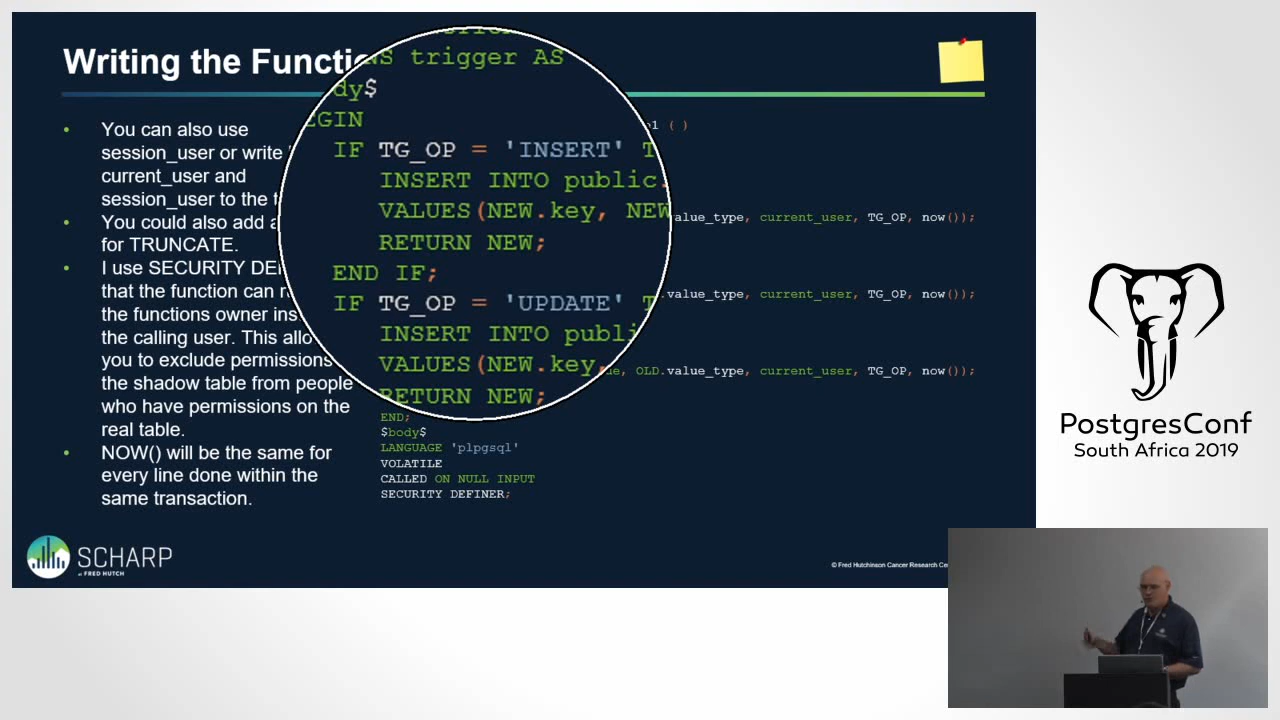 Writing the Functi
You can also use
session_user or write
current_user and
session_user to the
You could also add a
for TRUNCATE.
I use SECURITY DE
that the function can
the functions owner ins
the calling user. This allo
you to exclude permissions
the shadow table from people
who have permissions on the
real table.
NOW() will be the same for
every line done within the
same transaction.
trigger AS
dy$
EGIN
IF TG_OP = 'INSERT' T
INSERT INTO public.
VALUES(NEW.key, NEW
RETURN NEW;
END IF;
IF TG_OP = 'UPDATE' T
INSERT INTO publi
VALUES(NEW.key,
RETURN NEW;
( )
value_type, current_user, TG_OP, now());
.value_type, current_user, TG_OP, now());
ue, OLD.value_type, current_user, TG_OP, now());
END;
$body$
LANGUAGE 'plpgsql'
VOLATILE
CALLED ON NULL INPUT
SECURITY DEFINER;
SCHARP
at FRED HUTCH
© Fred Hutchinson Cancer Research Ce
PostgresConf
South Africa 2019